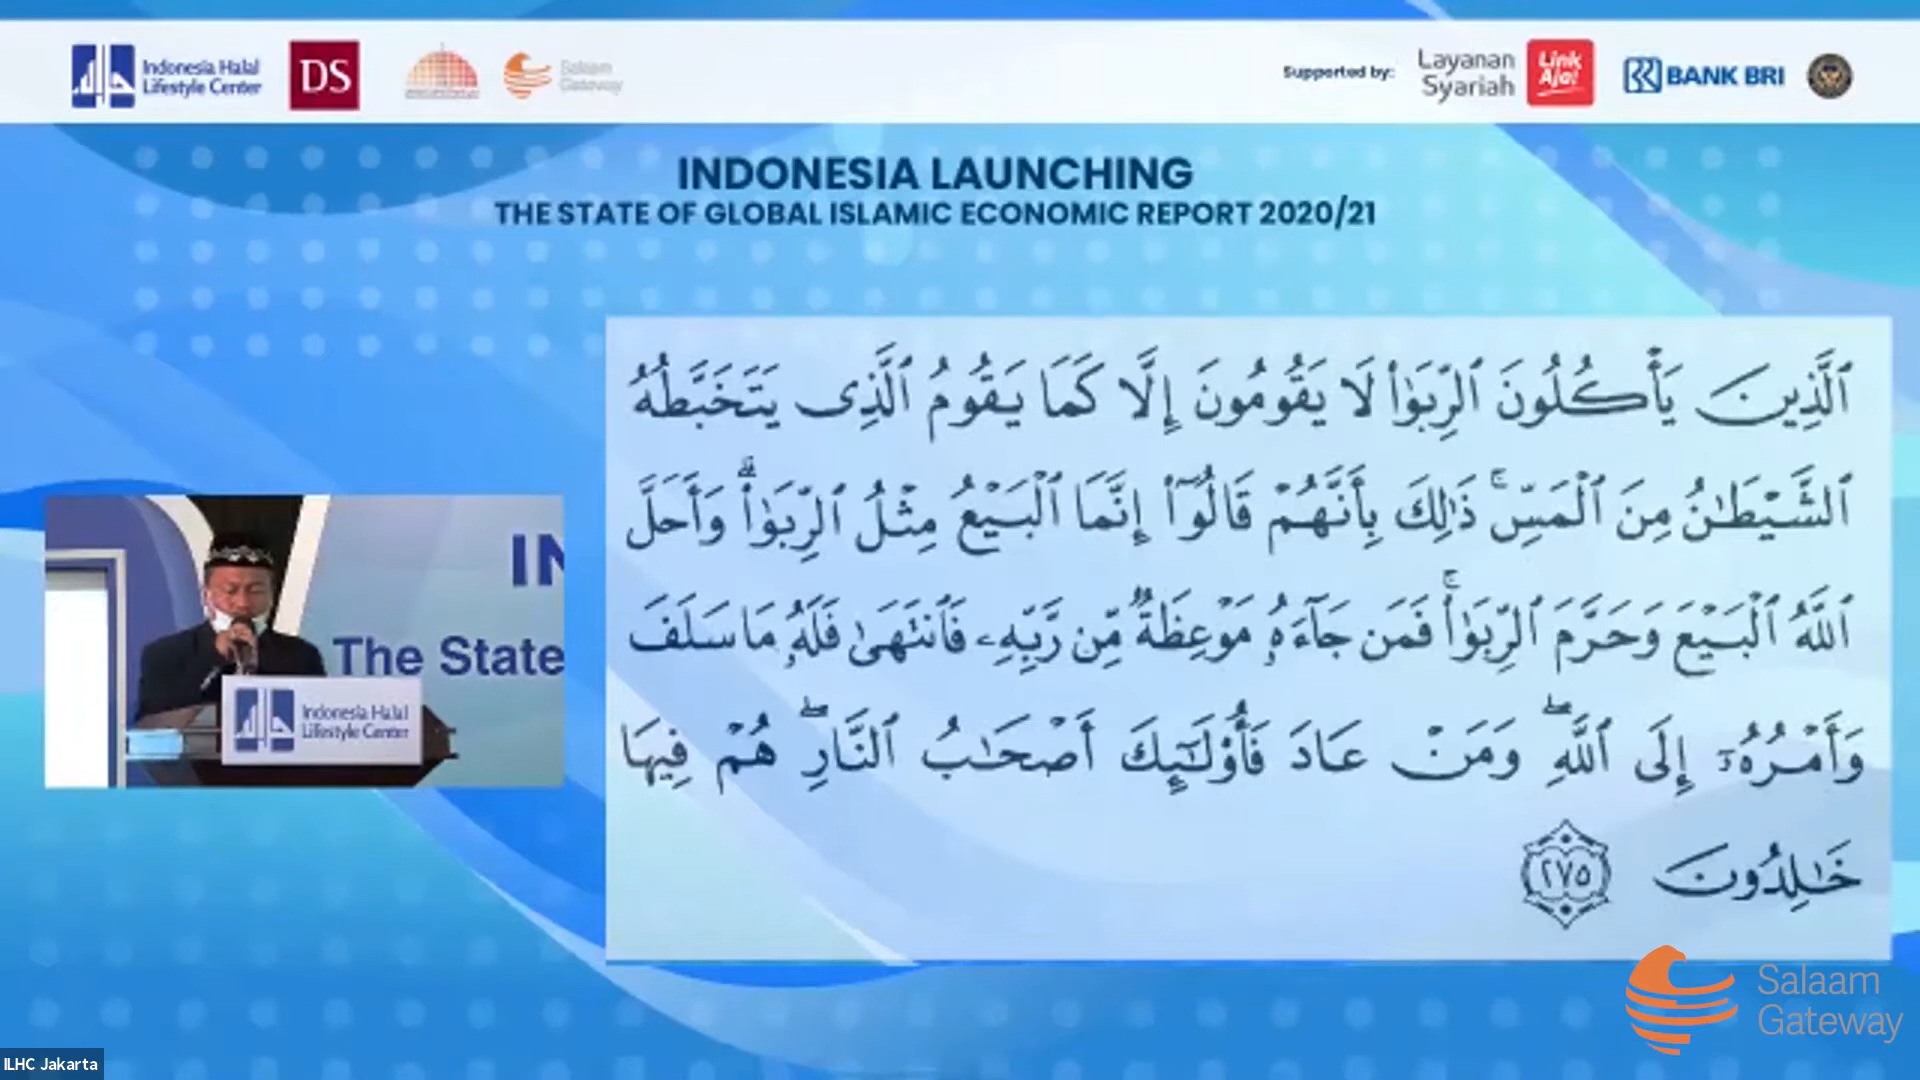 Indonesia Halal
Lifestyle Center
DS
Salaam
Gateway
Supported by:
Layanan
Syariah
Link
Aja!
BANK BRI
INDONESIA LAUNCHING
THE STATE OF GLOBAL ISLAMIC ECONOMIC REPORT 2020/21
ٱلَّذِينَ يَأْكُلُونَ ٱلرِّبَوٰا۟ لَا يَقُومُونَ إِلَّا كَمَا يَقُومُ ٱلَّذِى يَتَخَبَّطُهُ
ٱلشَّيْطَـٰنُ مِنَ ٱلْمَسِّ ۚ ذَٰلِكَ بِأَنَّهُمْ قَالُوٓا۟ إِنَّمَا ٱلْبَيْعُ مِثْلُ ٱلرِّبَوٰا۟ ۗ وَأَحَلَّ
ٱللَّهُ ٱلْبَيْعَ وَحَرَّمَ ٱلرِّبَوٰا۟ ۚ فَمَن جَآءَهُۥ مَوْعِظَةٌ مِّن رَّبِّهِۦ فَٱنتَهَىٰ فَلَهُۥ مَا سَلَفَ
وَأَمْرُهُۥٓ إِلَى ٱللَّهِ ۖ وَمَنْ عَادَ فَأُو۟لَـٰٓئِكَ أَصْحَـٰبُ ٱلنَّارِ ۖ هُمْ فِيهَا
خَـٰلِدُونَ ٢٧٥
IN
The State
Indonesia Halal
Lifestyle Center
Salaam
Gateway
ILHC Jakarta